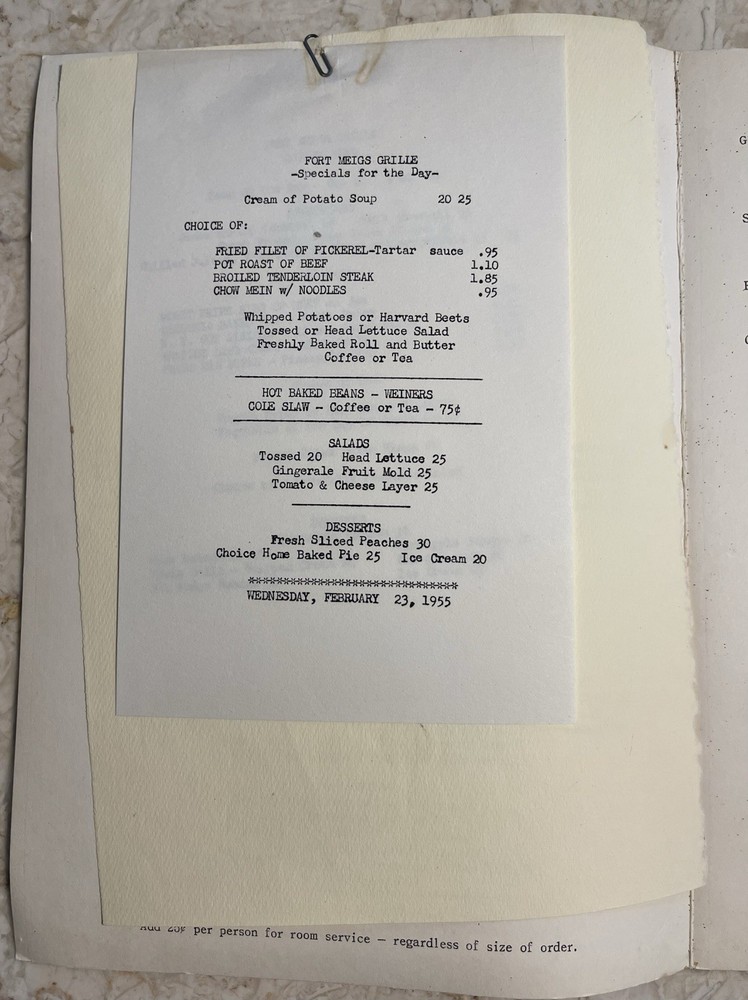 FORT MEIGS GRILLE
-Specials for the Day-
Cream of Potato Soup 20 25
CHOICE OF:
FRIED FILET OF PICKEREL-Tartar sauce .95
POT ROAST OF BEEF 1.10
BROILED TENDERLOIN STEAK 1.85
CHOW MEIN w/ NOODLES .95
Whipped Potatoes or Harvard Beets
Tossed or Head Lettuce Salad
Freshly Baked Roll and Butter
Coffee or Tea
HOT BAKED BEANS - WEINERS
COLE SLAW - Coffee or Tea - 75¢
SALADS
Tossed 20 Head Lettuce 25
Gingerale Fruit Mold 25
Tomato & Cheese Layer 25
DESSERTS
Fresh Sliced Peaches 30
Choice Home Baked Pie 25 Ice Cream 20
******************************
WEDNESDAY, FEBRUARY 23, 1955
Add 25¢ per person for room service - regardless of size of order.